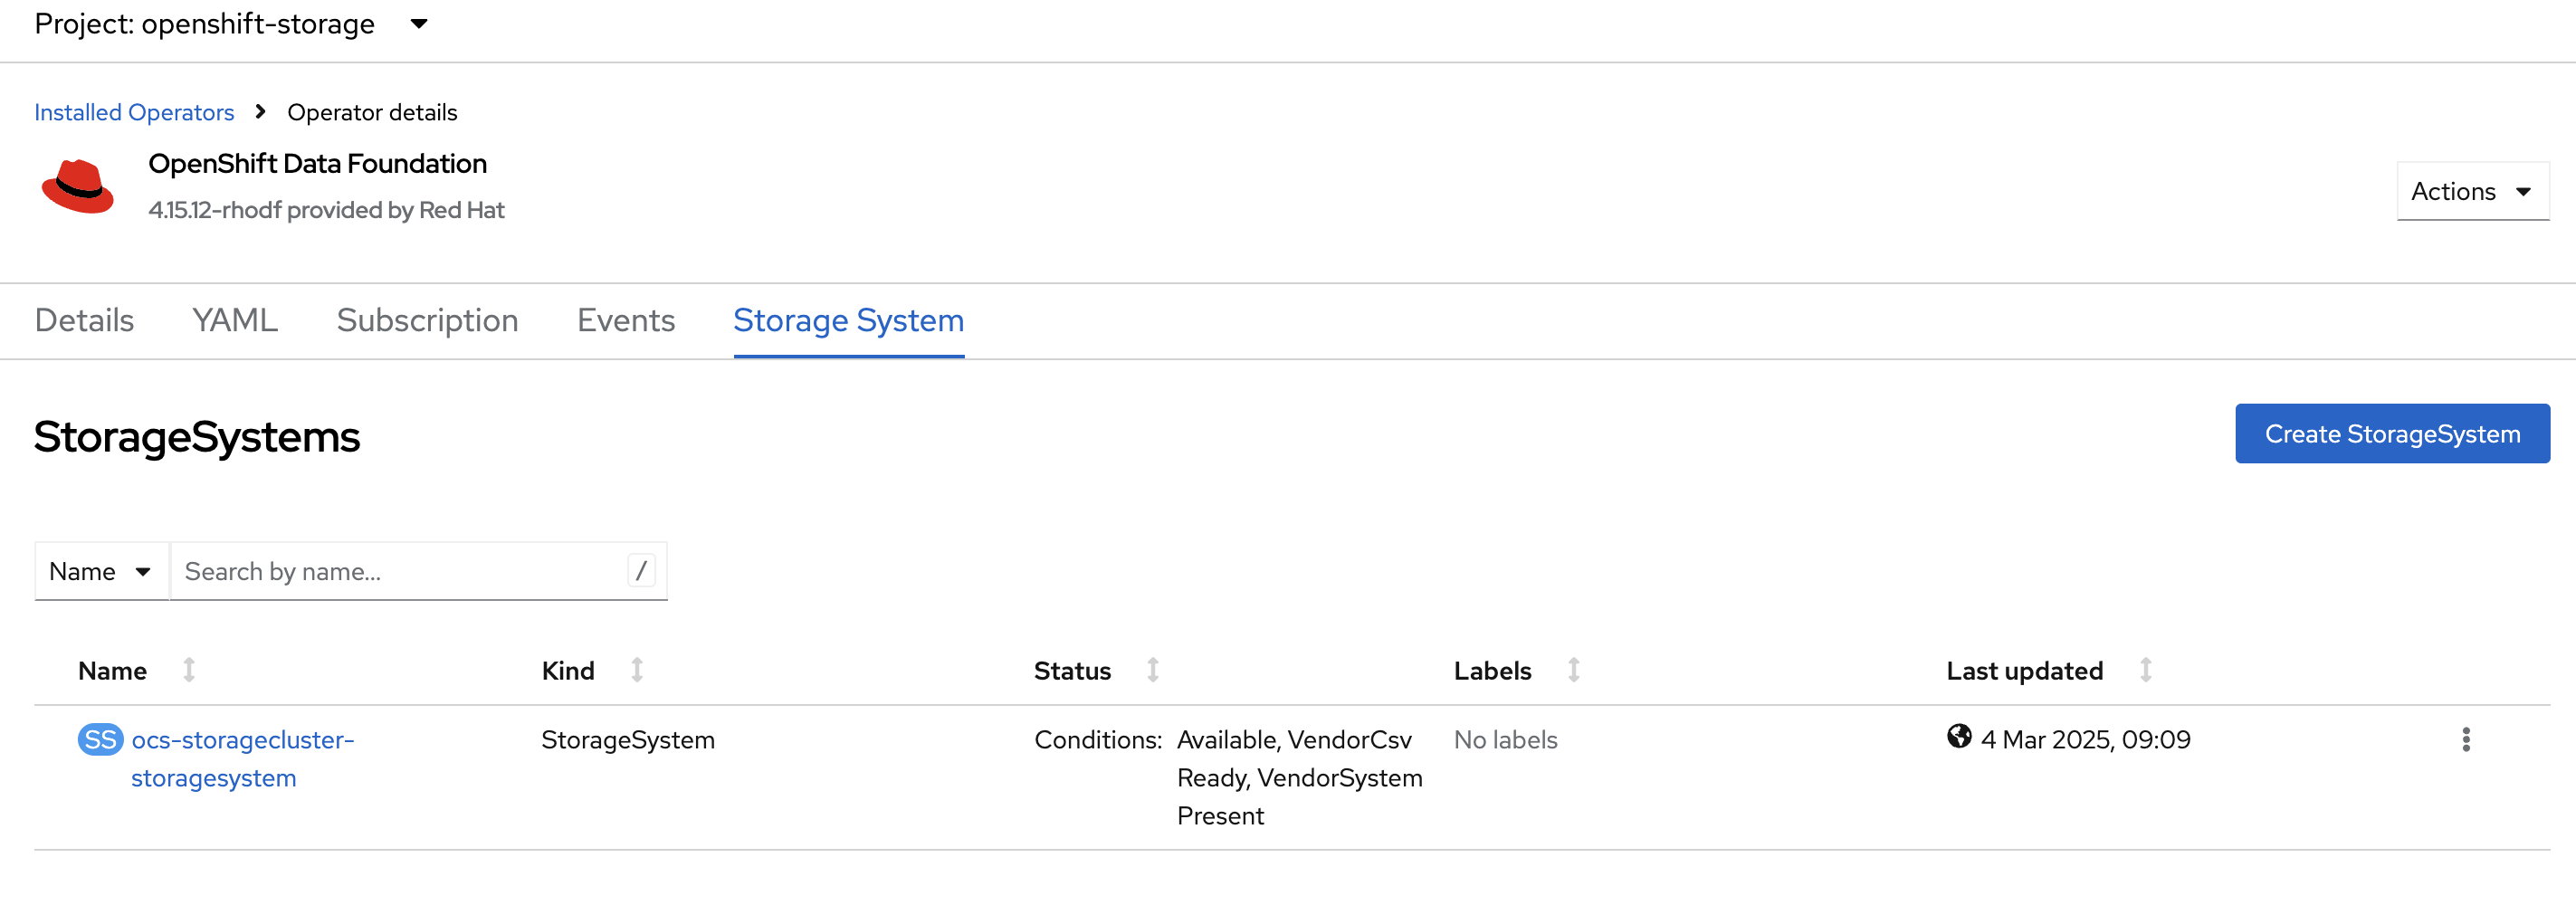 Project: openshift-storage
Installed Operators > Operator details
OpenShift Data Foundation
4.15.12-rhodf provided by Red Hat
Actions
Details YAML Subscription Events Storage System
StorageSystems
Create StorageSystem
Name Search by name... /
Name Kind Status Labels Last updated
SS ocs-storagecluster- StorageSystem Conditions: Available, VendorCsv No labels 4 Mar 2025, 09:09
storagesystem Ready, VendorSystem
Present